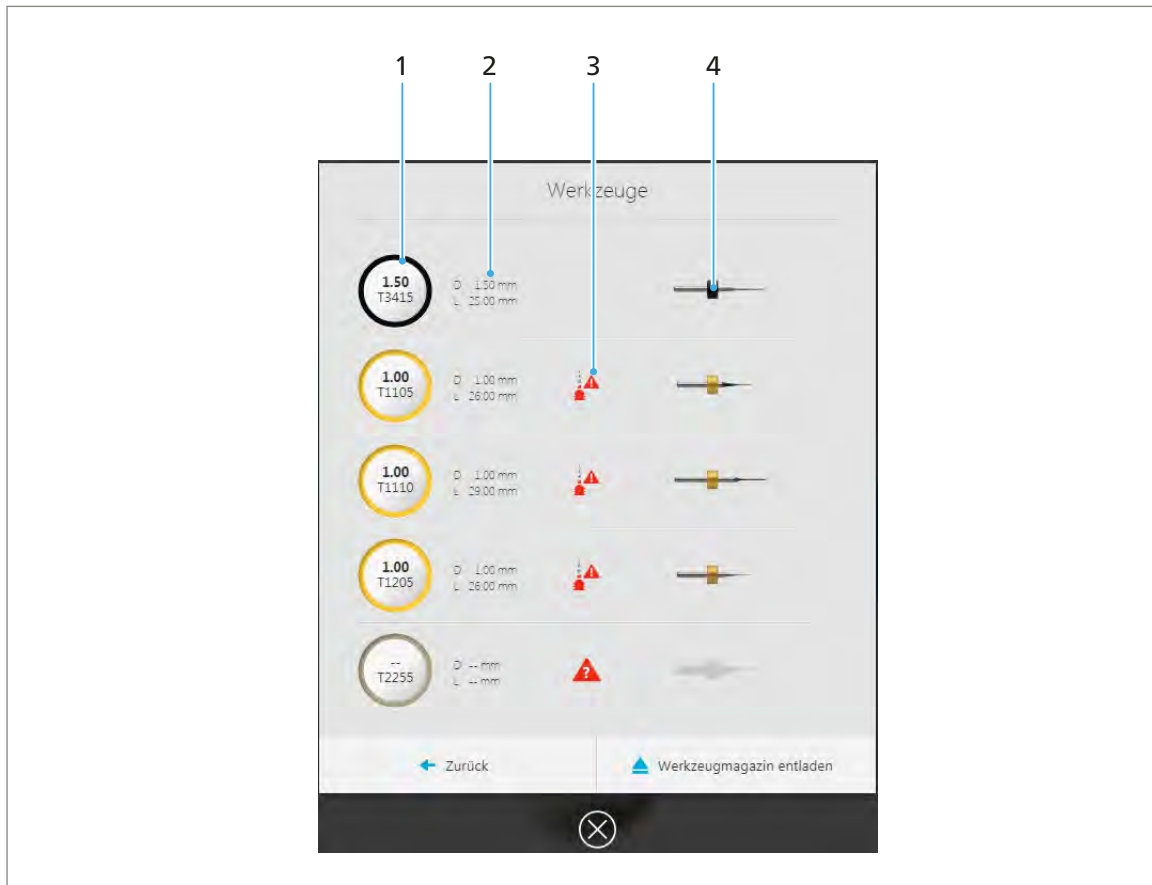 1 2 3 4
Werkzeuge
1.50
T3415
D 1.50 mm
L 25.00 mm
1.00
T1105
D 1.00 mm
L 26.00 mm
1.00
T1110
D 1.00 mm
L 29.00 mm
1.00
T1205
D 1.00 mm
L 26.00 mm
--
T2255
D -- mm
L -- mm
Zurück
Werkzeugmagazin entladen